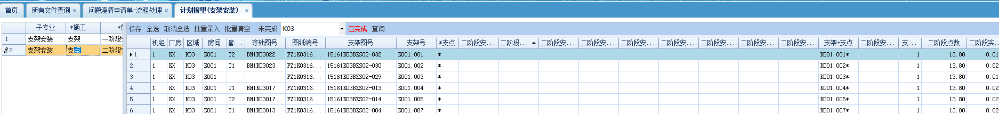 首页 所有文件查询 × 问题澄清申请单-流程处理 × 计划报量(支架安装). ×
子专业 *施工...
1 支架安装 支架 一阶段安
2 支架安装 支点 二阶段安
保存 全选 取消全选 批量录入 批量清空 未完成 K03 已完成 查询
机组 厂房 区域 房间 管... 等轴图号 图纸编号 支架图号 支架号 *支点 二阶段安... 二阶段... 二阶段安... 二阶段安... 二阶段安... 二阶段安... 二阶段安... 二阶段安... 二阶段安... 支架+支点 二阶段安... 支... 二阶段点数 二阶段实.
1 1 KX K03 K001 T2 BN1K03022 FZ1K0316... 15161K03BZS02-032 K001.001 * K001.001* 1 13.80 0.01
2 1 KX K03 K001 T1 BN1K03023 FZ1K0316... 15161K03BZS02-030 K001.002 * K001.002* 1 13.80 0.02
3 1 KX K03 K001 FZ1K0316... 15161K03BZS02-029 K001.003 * K001.003* 1 13.80 0.01
4 1 KX K03 K001 T1 BN1K03017 FZ1K0316... 15161K03BZS02-013 K001.004 * K001.004* 1 13.80 0.02
5 1 KX K03 K001 T2 BN1K03017 FZ1K0316... 15161K03BZS02-014 K001.005 * K001.005* 1 13.80 0.02
6 1 KX K03 K001 T1 BN1K03013 FZ1K0316... 15161K03BZS02-004 K001.007 * K001.007* 1 13.80 0.02